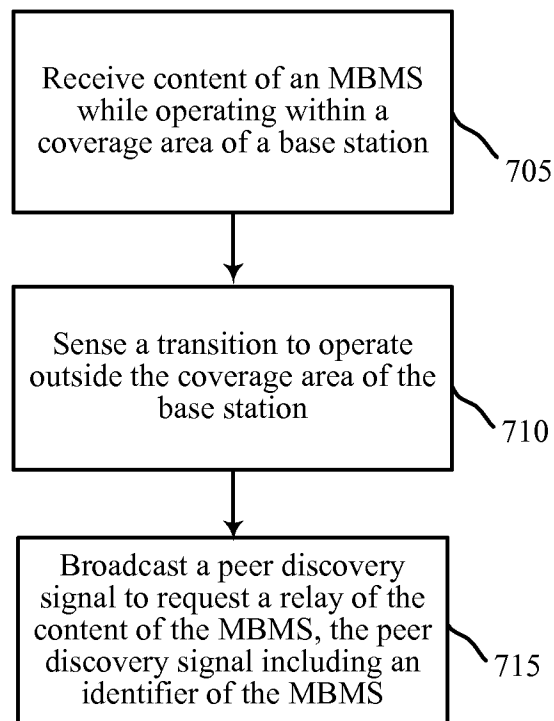 Receive content of an MBMS
while operating within a
coverage area of a base station
705
Sense a transition to operate
outside the coverage area of the
base station
710
Broadcast a peer discovery
signal to request a relay of the
content of the MBMS, the peer
discovery signal including an
identifier of the MBMS
715